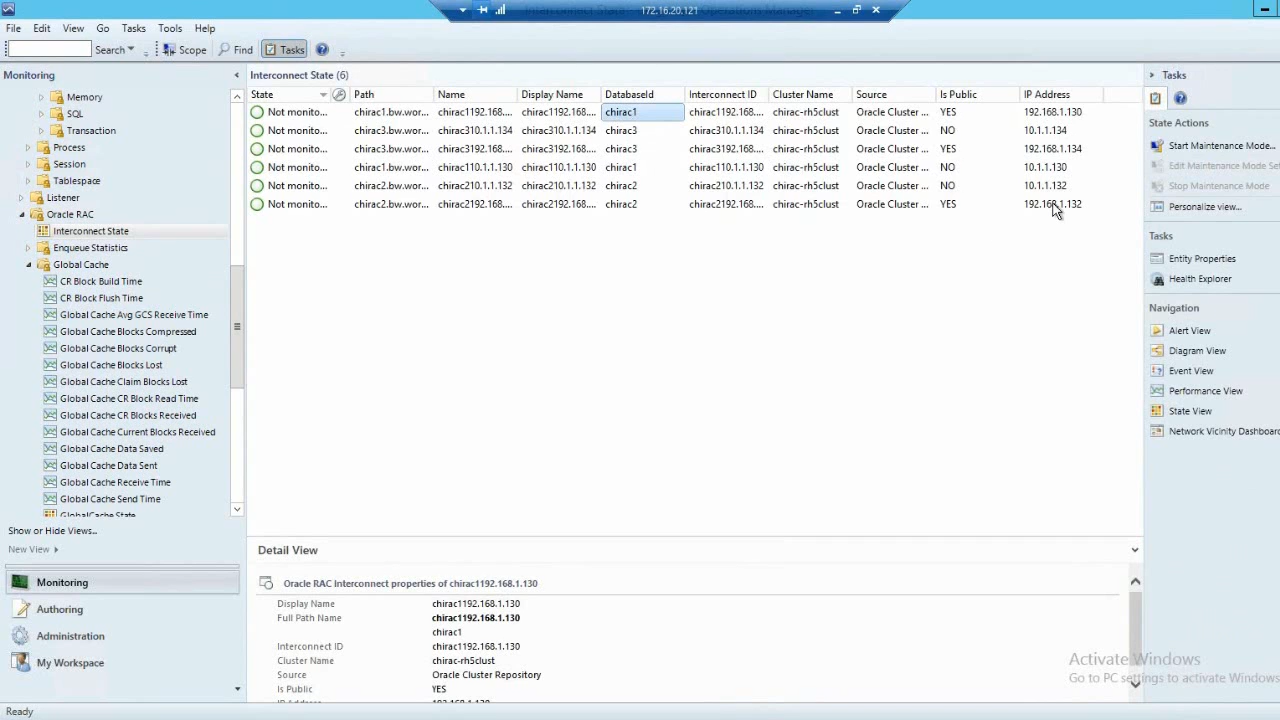 172.16.20.121
File Edit View Go Tasks Tools Help
Search Scope Find Tasks
Monitoring
Memory
SQL
Transaction
Process
Session
Tablespace
Listener
Oracle RAC
Interconnect State
Enqueue Statistics
Global Cache
CR Block Build Time
CR Block Flush Time
Global Cache Avg GCS Receive Time
Global Cache Blocks Compressed
Global Cache Blocks Corrupt
Global Cache Blocks Lost
Global Cache Claim Blocks Lost
Global Cache CR Block Read Time
Global Cache CR Blocks Received
Global Cache Current Blocks Received
Global Cache Data Saved
Global Cache Data Sent
Global Cache Receive Time
Global Cache Send Time
GlobalCache State
Show or Hide Views...
New View
Monitoring
Authoring
Administration
My Workspace
Interconnect State (6)
State Path Name Display Name DatabaseId Interconnect ID Cluster Name Source Is Public IP Address
Not monito... chirac1.bw.wor... chirac1192.168.... chirac1192.168.... chirac1 chirac1192.168.... chirac-rh5clust Oracle Cluster ... YES 192.168.1.130
Not monito... chirac3.bw.wor... chirac310.1.1.134 chirac310.1.1.134 chirac3 chirac310.1.1.134 chirac-rh5clust Oracle Cluster ... NO 10.1.1.134
Not monito... chirac3.bw.wor... chirac3192.168.... chirac3192.168.... chirac3 chirac3192.168.... chirac-rh5clust Oracle Cluster ... YES 192.168.1.134
Not monito... chirac1.bw.wor... chirac110.1.1.130 chirac110.1.1.130 chirac1 chirac110.1.1.130 chirac-rh5clust Oracle Cluster ... NO 10.1.1.130
Not monito... chirac2.bw.wor... chirac210.1.1.132 chirac210.1.1.132 chirac2 chirac210.1.1.132 chirac-rh5clust Oracle Cluster ... NO 10.1.1.132
Not monito... chirac2.bw.wor... chirac2192.168.... chirac2192.168.... chirac2 chirac2192.168.... chirac-rh5clust Oracle Cluster ... YES 192.168.1.132
Detail View
Oracle RAC Interconnect properties of chirac1192.168.1.130
Display Name chirac1192.168.1.130
Full Path Name chirac1192.168.1.130
chirac1
Interconnect ID chirac1192.168.1.130
Cluster Name chirac-rh5clust
Source Oracle Cluster Repository
Is Public YES
IP Address 192.168.1.130
Tasks
State Actions
Start Maintenance Mode...
Edit Maintenance Mode Set
Stop Maintenance Mode
Personalize view...
Tasks
Entity Properties
Health Explorer
Navigation
Alert View
Diagram View
Event View
Performance View
State View
Network Vicinity Dashboard
Activate Windows
Go to PC settings to activate Windows
Ready